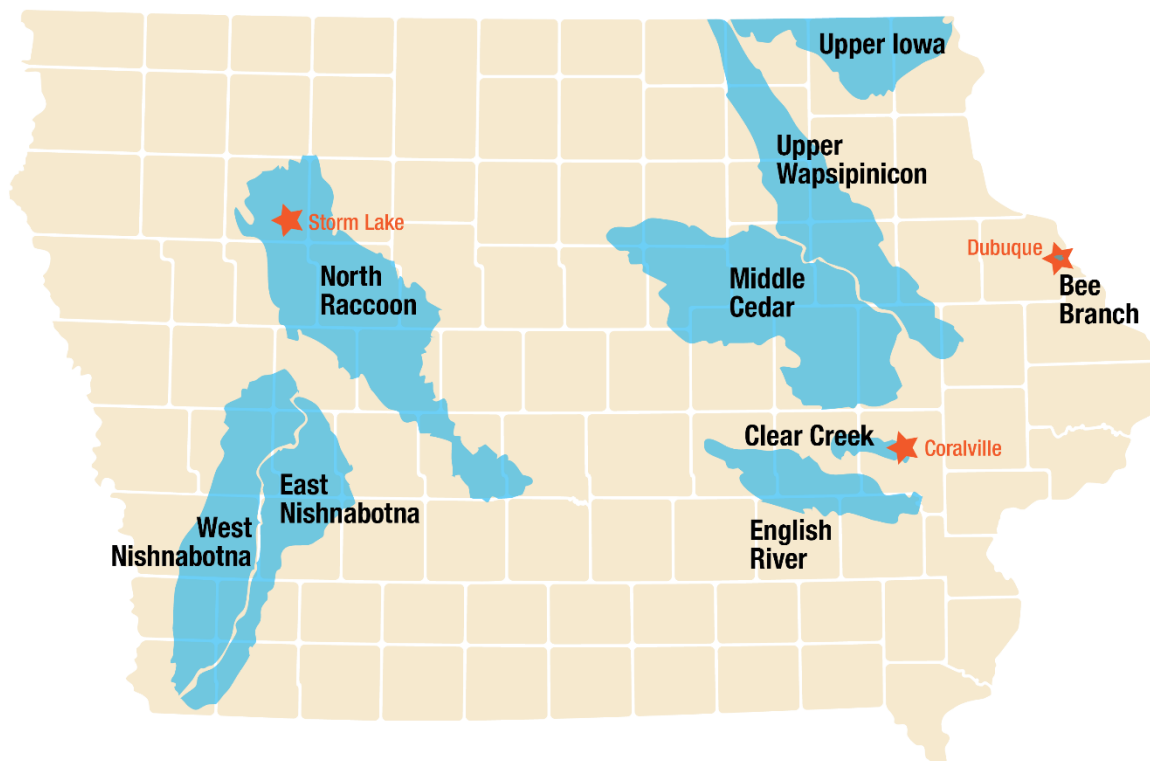 Upper Iowa
Upper
Wapsipinicon
Storm Lake
Dubuque
North
Raccoon
Middle
Cedar
Bee
Branch
Clear Creek
Coralville
East
Nishnabotna
West
Nishnabotna
English
River